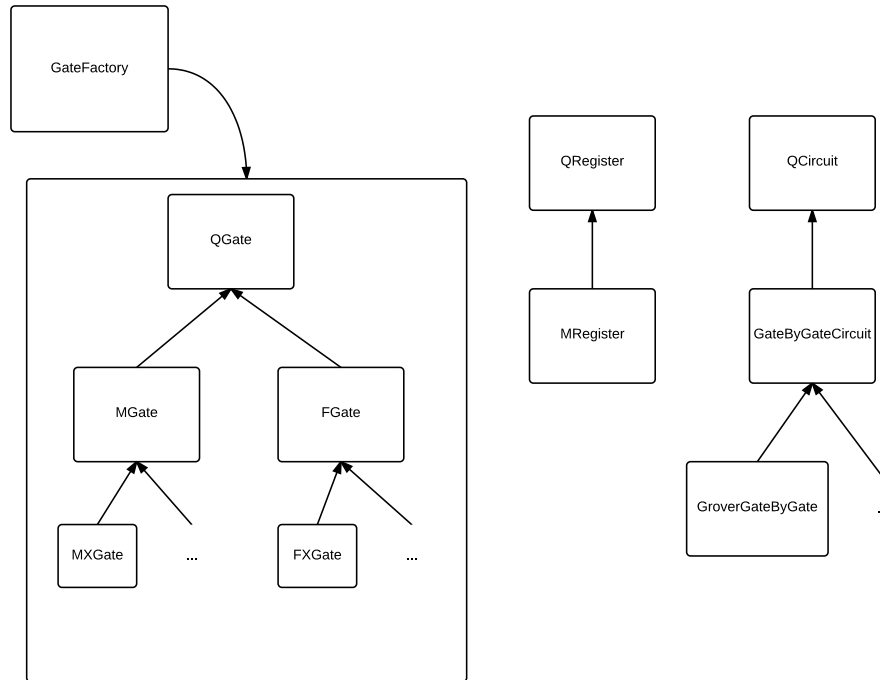 GateFactory
QRegister
QCircuit
QGate
MRegister
GateByGateCircuit
MGate
FGate
GroverGateByGate
MXGate
...
FXGate
...